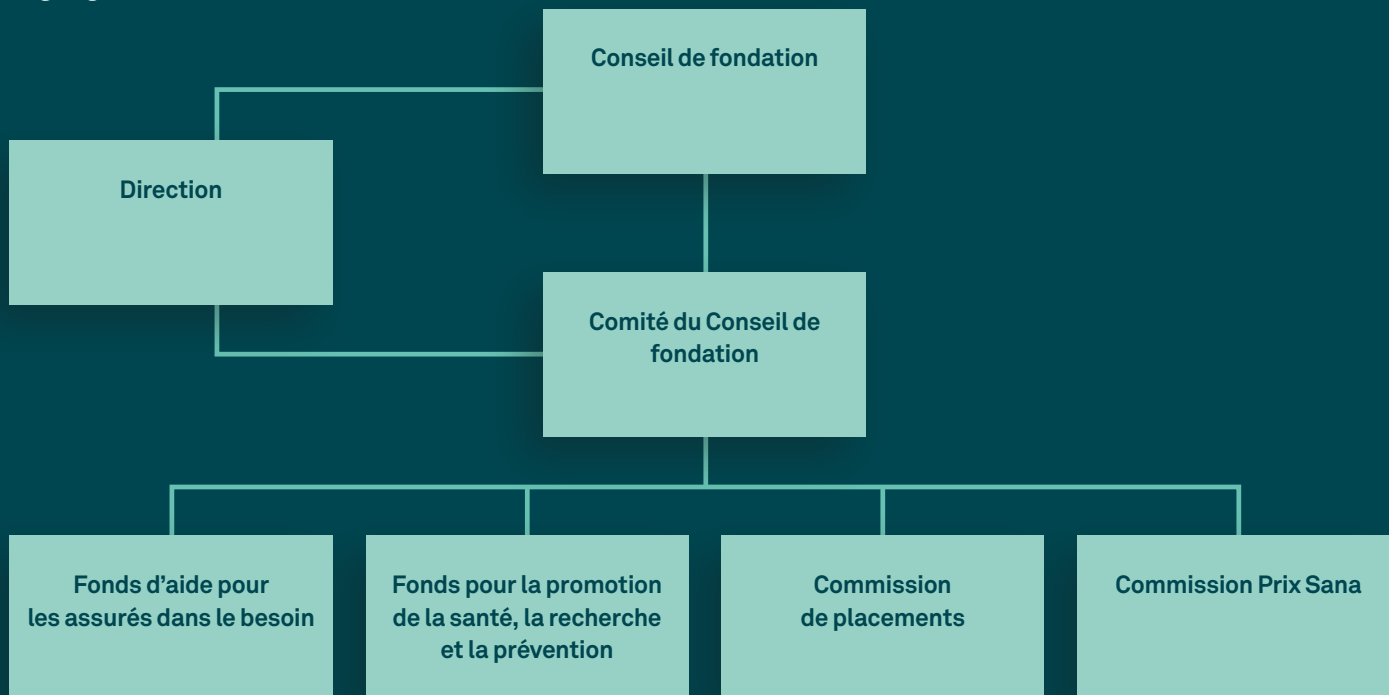 Conseil de fondation
Direction
Comité du Conseil de
fondation
Fonds d’aide pour
les assurés dans le besoin
Fonds pour la promotion
de la santé, la recherche
et la prévention
Commission
de placements
Commission Prix Sana